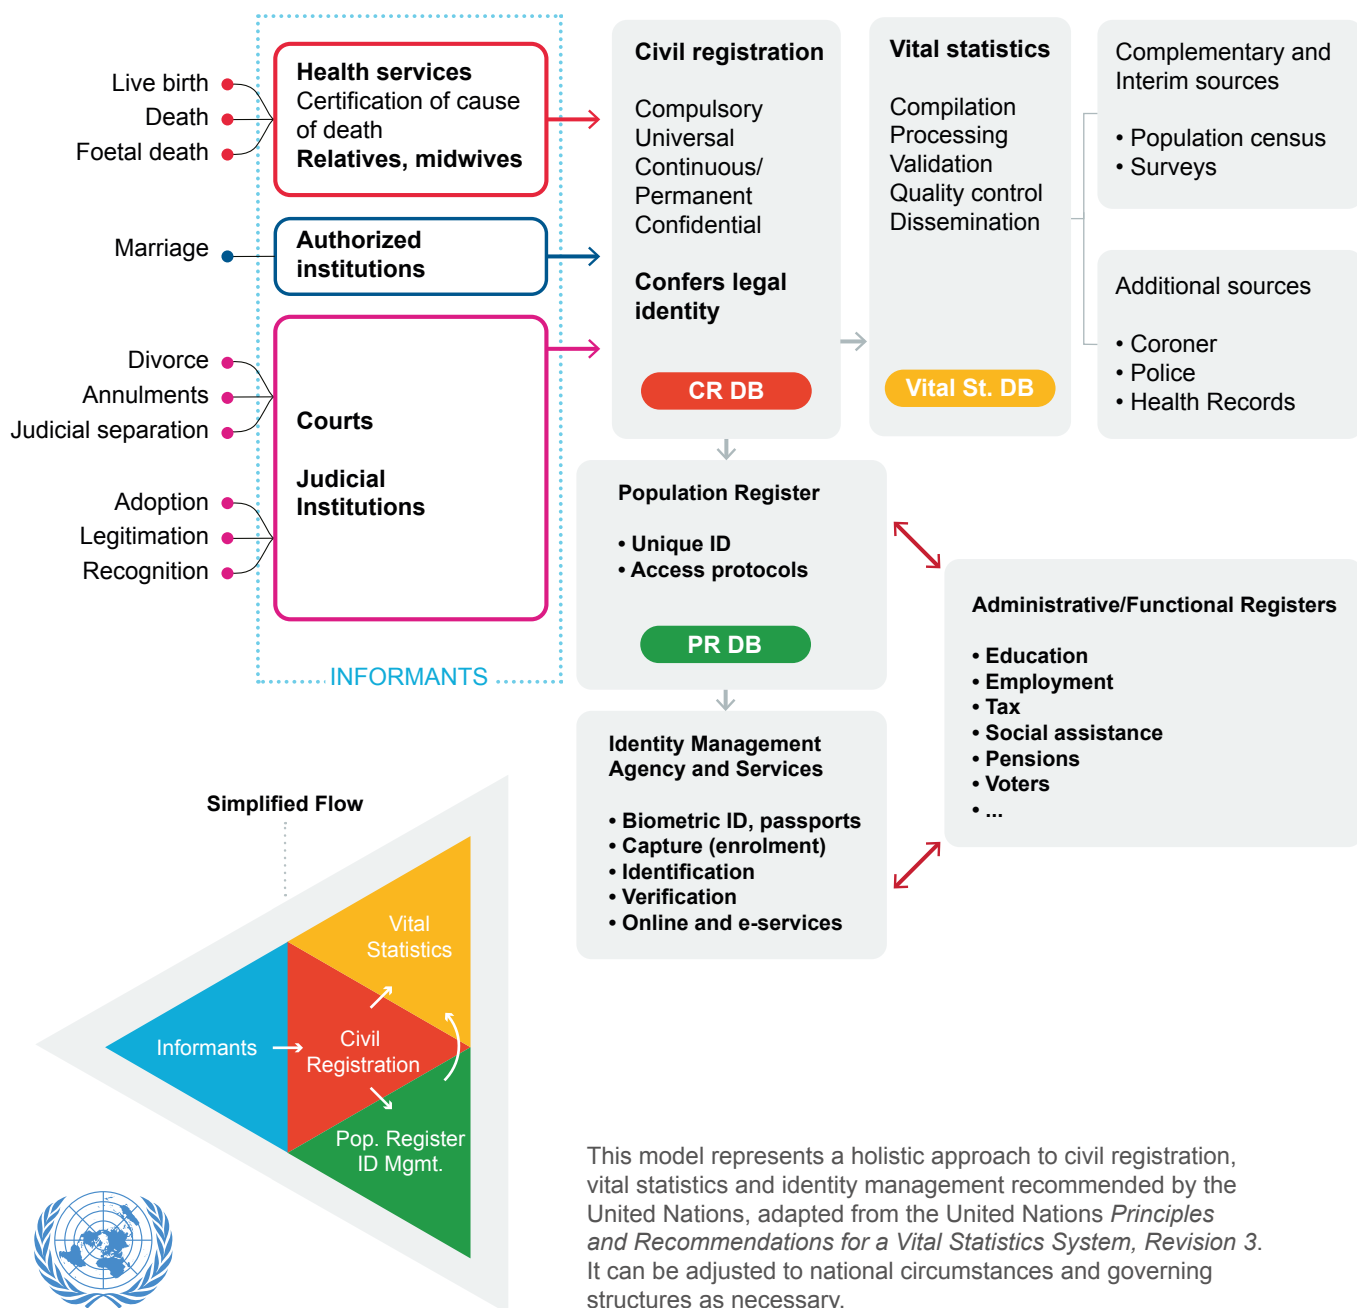 Live birth
Death
Foetal death
Health services
Certification of cause
of death
Relatives, midwives
Marriage
Authorized
institutions
Divorce
Annulments
Judicial separation
Adoption
Legitimation
Recognition
Courts
Judicial
Institutions
INFORMANTS
Civil registration
Compulsory
Universal
Continuous/
Permanent
Confidential
Confers legal
identity
CR DB
Vital statistics
Compilation
Processing
Validation
Quality control
Dissemination
Vital St. DB
Complementary and
Interim sources
• Population census
• Surveys
Additional sources
• Coroner
• Police
• Health Records
Population Register
• Unique ID
• Access protocols
PR DB
Administrative/Functional Registers
• Education
• Employment
• Tax
• Social assistance
• Pensions
• Voters
• ...
Identity Management
Agency and Services
• Biometric ID, passports
• Capture (enrolment)
• Identification
• Verification
• Online and e-services
Simplified Flow
Vital
Statistics
Informants
Civil
Registration
Pop. Register
ID Mgmt.
This model represents a holistic approach to civil registration,
vital statistics and identity management recommended by the
United Nations, adapted from the United Nations Principles
and Recommendations for a Vital Statistics System, Revision 3.
It can be adjusted to national circumstances and governing
structures as necessary.